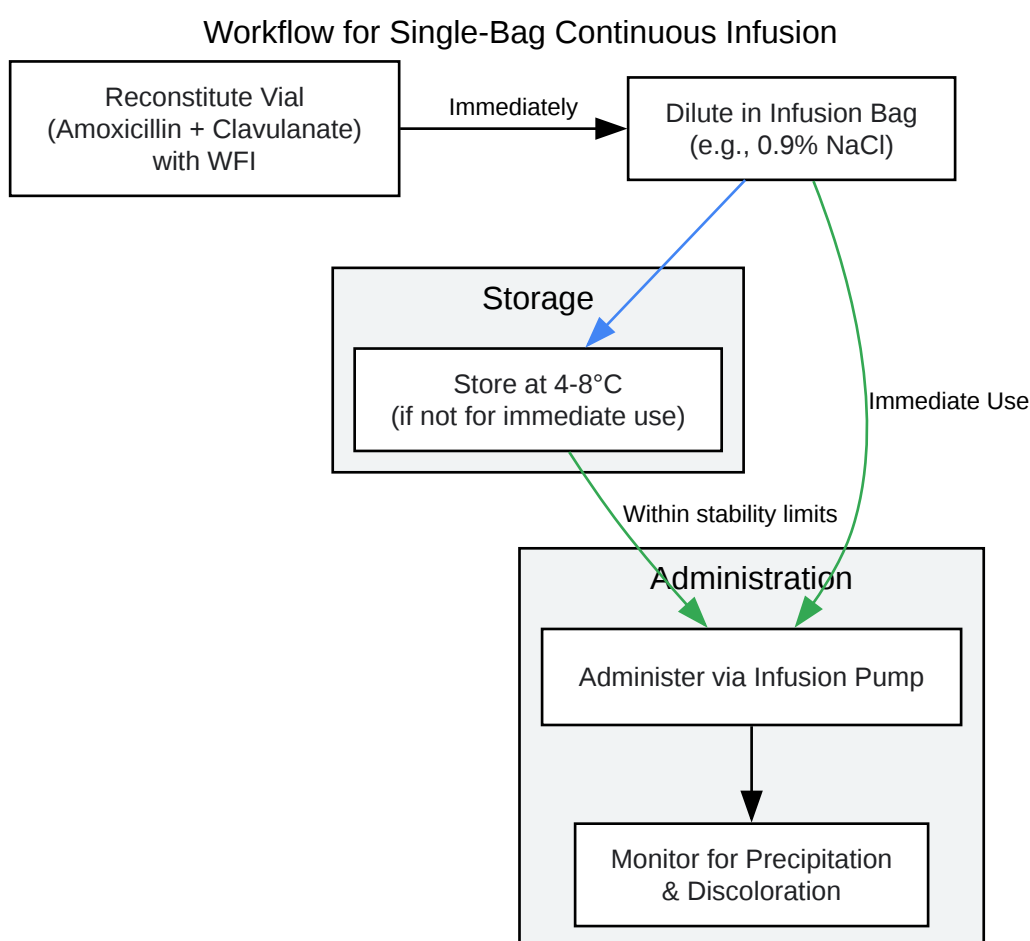 Workflow for Single-Bag Continuous Infusion
Reconstitute Vial
(Amoxicillin + Clavulanate)
with WFI
Immediately
Dilute in Infusion Bag
(e.g., 0.9% NaCl)
Storage
Store at 4-8°C
(if not for immediate use)
Immediate Use
Within stability limits
Administration
Administer via Infusion Pump
Monitor for Precipitation
& Discoloration